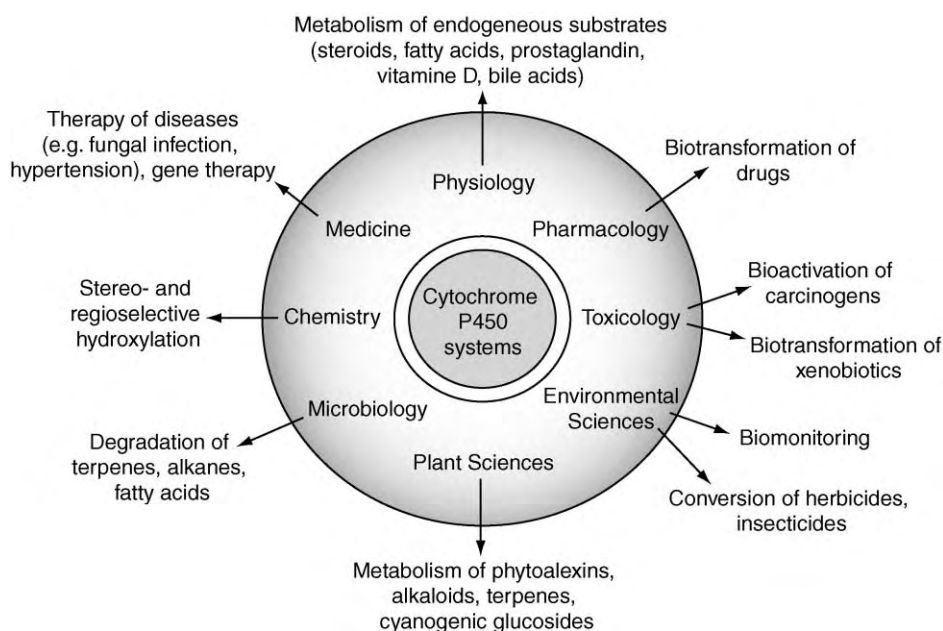 Metabolism of endogeneous substrates
(steroids, fatty acids, prostaglandin,
vitamine D, bile acids)
Therapy of diseases
(e.g. fungal infection,
hypertension), gene therapy
Biotransformation of
drugs
Physiology
Medicine
Pharmacology
Stereo- and
regioselective
hydroxylation
Chemistry
Cytochrome
P450
systems
Toxicology
Bioactivation of
carcinogens
Biotransformation of
xenobiotics
Microbiology
Environmental
Sciences
Biomonitoring
Degradation of
terpenes, alkanes,
fatty acids
Plant Sciences
Conversion of herbicides,
insecticides
Metabolism of phytoalexins,
alkaloids, terpenes,
cyanogenic glucosides